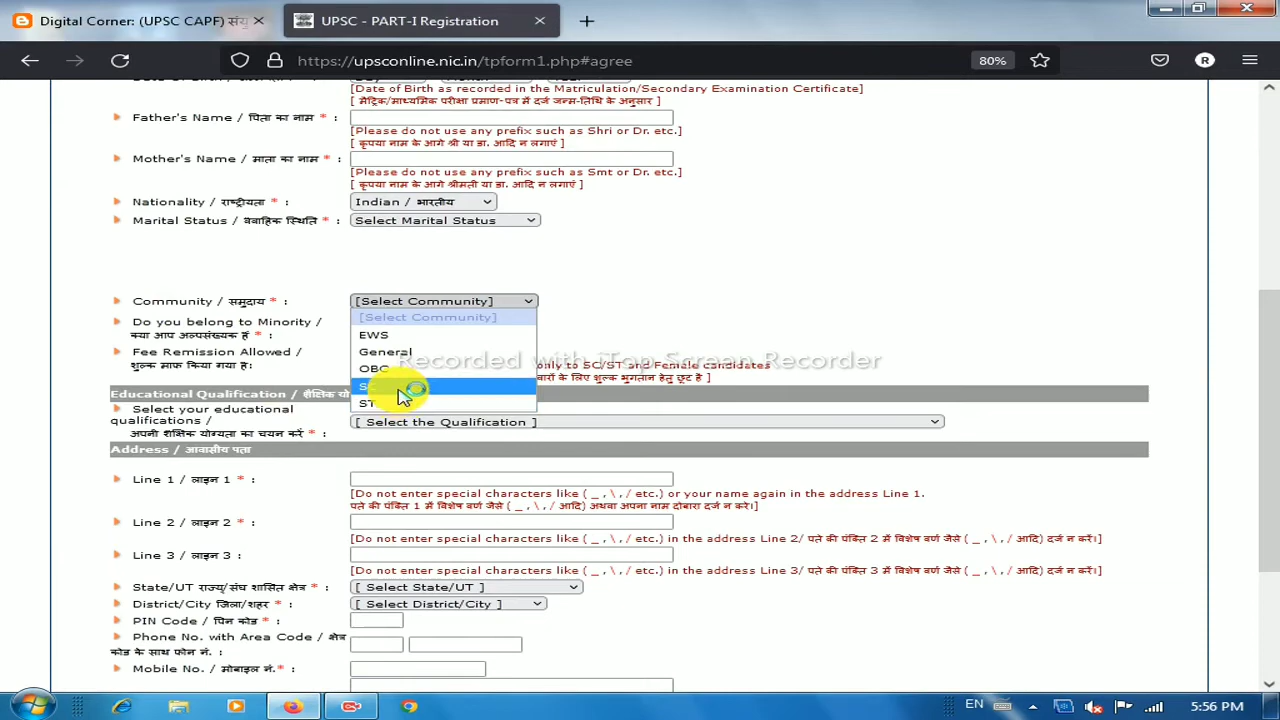 Digital Corner: (UPSC CAPF) संयु
UPSC - PART-I Registration
https://upsconline.nic.in/tpform1.php#agree
80%
R
[Date of Birth as recorded in the Matriculation/Secondary Examination Certificate]
[ मैट्रिक/माध्यमिक परीक्षा प्रमाण-पत्र में दर्ज जन्म-तिथि के अनुसार ]
Father's Name / पिता का नाम * :
[Please do not use any prefix such as Shri or Dr. etc.]
[ कृपया नाम के आगे श्री या डा. आदि न लगाएं ]
Mother's Name / माता का नाम * :
[Please do not use any prefix such as Smt or Dr. etc.]
[ कृपया नाम के आगे श्रीमती या डा. आदि न लगाएं ]
Nationality / राष्ट्रीयता * :
Indian / भारतीय
Marital Status / वैवाहिक स्थिति * :
Select Marital Status
Community / समुदाय * :
[Select Community]
[Select Community]
EWS
General
OBC
ST
Do you belong to Minority /
क्या आप अल्पसंख्यक हैं * :
Recorded with iTop Screen Recorder
Fee Remission Allowed /
शुल्क माफ किया गया है:
only to SC/ST and Female candidates
के लिए शुल्क भुगतान हेतु छूट है ]
Educational Qualification / शैक्षिक यो
Select your educational
qualifications /
अपनी शैक्षिक योग्यता का चयन करें * :
[ Select the Qualification ]
Address / आवासीय पता
Line 1 / लाइन 1 * :
[Do not enter special characters like ( _ , \ , / etc.) or your name again in the address Line 1.
पते की पंक्ति 1 में विशेष वर्ण जैसे ( _ , \ , / आदि) अथवा अपना नाम दोबारा दर्ज न करें।]
Line 2 / लाइन 2 * :
[Do not enter special characters like ( _ , \ , / etc.) in the address Line 2/ पते की पंक्ति 2 में विशेष वर्ण जैसे ( _ , \ , / आदि) दर्ज न करें।]
Line 3 / लाइन 3 :
[Do not enter special characters like ( _ , \ , / etc.) in the address Line 3/ पते की पंक्ति 3 में विशेष वर्ण जैसे ( _ , \ , / आदि) दर्ज न करें।]
State/UT राज्य/संघ शासित क्षेत्र * :
[ Select State/UT ]
District/City जिला/शहर * :
[ Select District/City ]
PIN Code / पिन कोड * :
Phone No. with Area Code / क्षेत्र
कोड के साथ फोन नं. :
Mobile No. / मोबाइल नं.* :
EN
5:56 PM